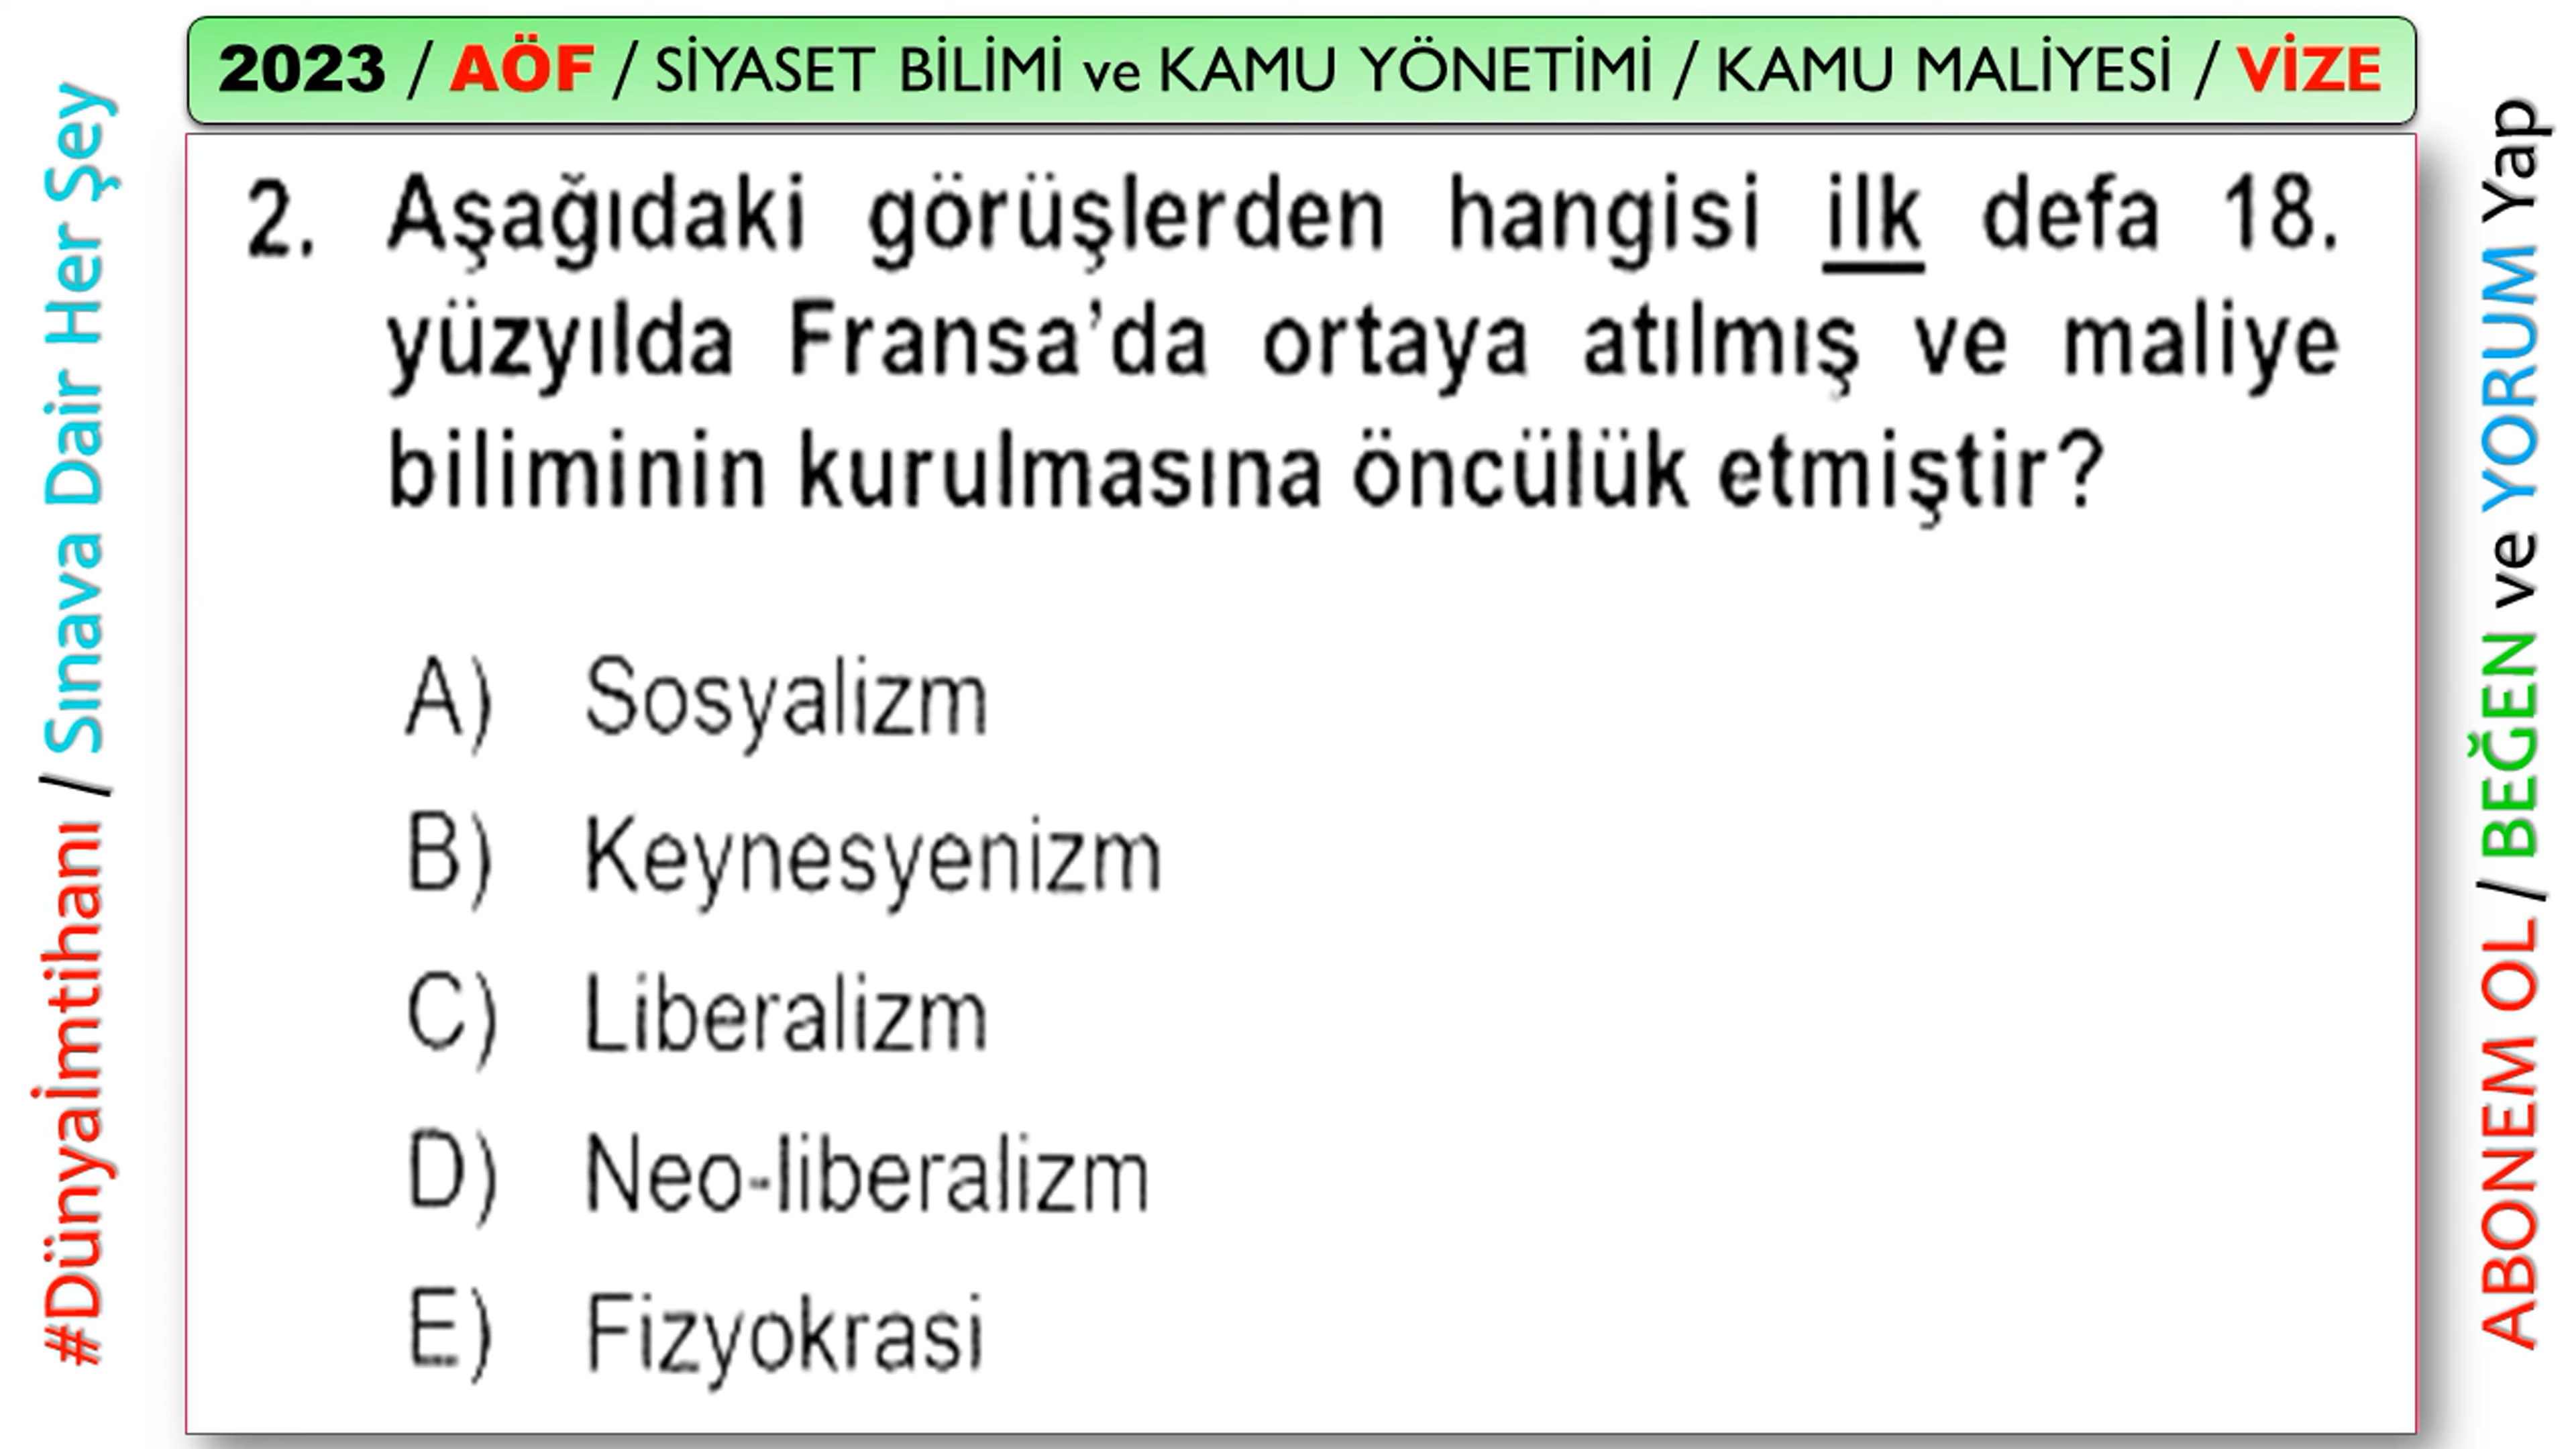 2023 / AÖF / SİYASET BİLİMİ ve KAMU YÖNETİMİ / KAMU MALİYESİ / VİZE
#Dünyaİmtihanı / Sınava Dair Her Şey
2. Aşağıdaki görüşlerden hangisi ilk defa 18.
yüzyılda Fransa'da ortaya atılmış ve maliye
biliminin kurulmasına öncülük etmiştir?
A) Sosyalizm
B) Keynesyenizm
C) Liberalizm
D) Neo-liberalizm
E) Fizyokrasi
ABONEM OL / BEĞEN ve YORUM Yap